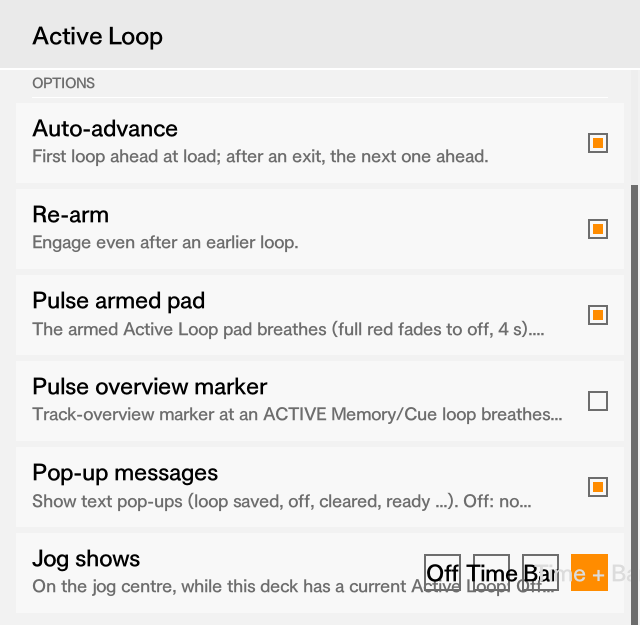 Active Loop
OPTIONS
Auto-advance
First loop ahead at load; after an exit, the next one ahead.
Re-arm
Engage even after an earlier loop.
Pulse armed pad
The armed Active Loop pad breathes (full red fades to off, 4 s)....
Pulse overview marker
Track-overview marker at an ACTIVE Memory/Cue loop breathes...
Pop-up messages
Show text pop-ups (loop saved, off, cleared, ready ...). Off: no...
Jog shows
Off Time Bar Time + Ba
On the jog centre, while this deck has a current Active Loop! Off...